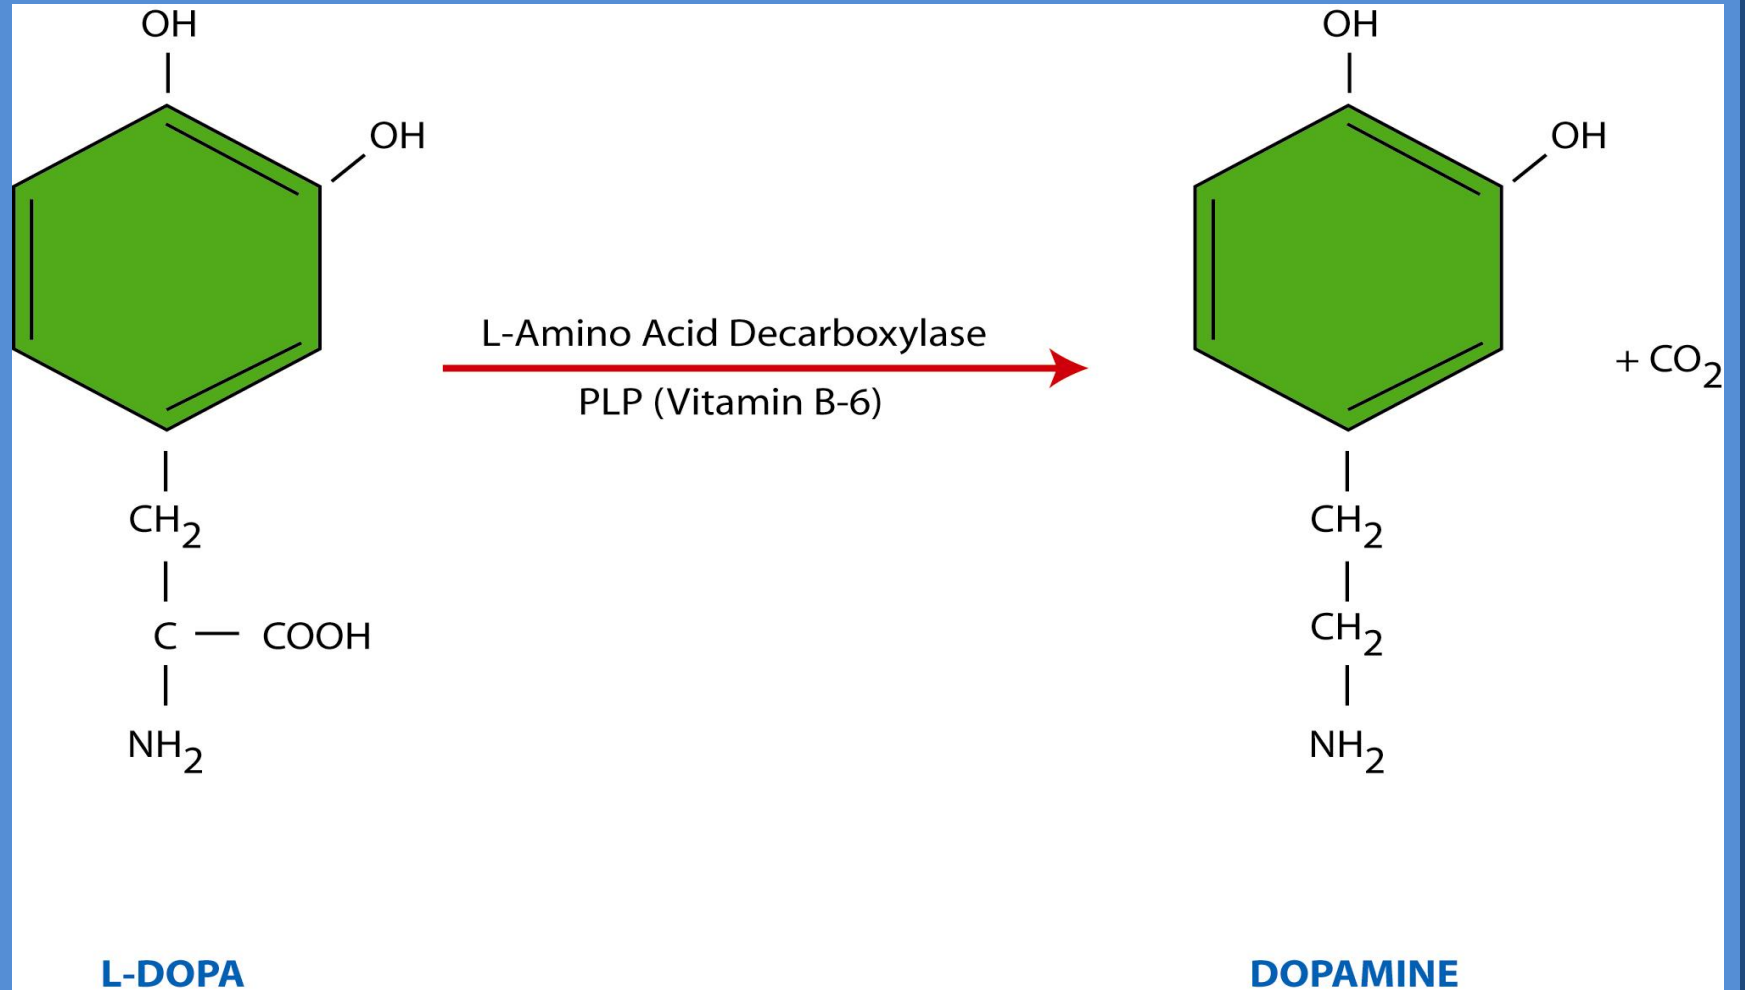 OH
OH
CH₂
C — COOH
NH₂
L-DOPA
L-Amino Acid Decarboxylase
PLP (Vitamin B-6)
OH
OH
CH₂
CH₂
NH₂
DOPAMINE
+ CO₂